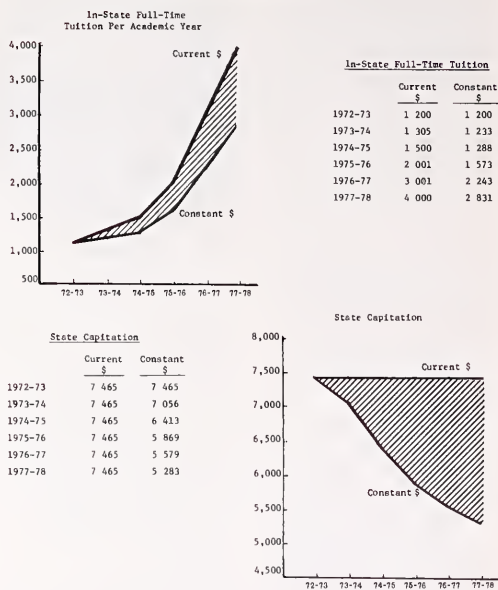 In-State Full-Time
Tuition Per Academic Year
4,000
3,500
3,000
2,500
2,000
1,500
1,000
500
Current $
Constant $
72-73 73-74 74-75 75-76 76-77 77-78
In-State Full-Time Tuition
Current Constant
$ $
1972-73 1 200 1 200
1973-74 1 305 1 233
1974-75 1 500 1 288
1975-76 2 001 1 573
1976-77 3 001 2 243
1977-78 4 000 2 831
State Capitation
Current Constant
$ $
1972-73 7 465 7 465
1973-74 7 465 7 056
1974-75 7 465 6 413
1975-76 7 465 5 869
1976-77 7 465 5 579
1977-78 7 465 5 283
State Capitation
8,000
7,500
7,000
6,500
6,000
5,500
5,000
4,500
Current $
Constant $
72-73 73-74 74-75 75-76 76-77 77-78